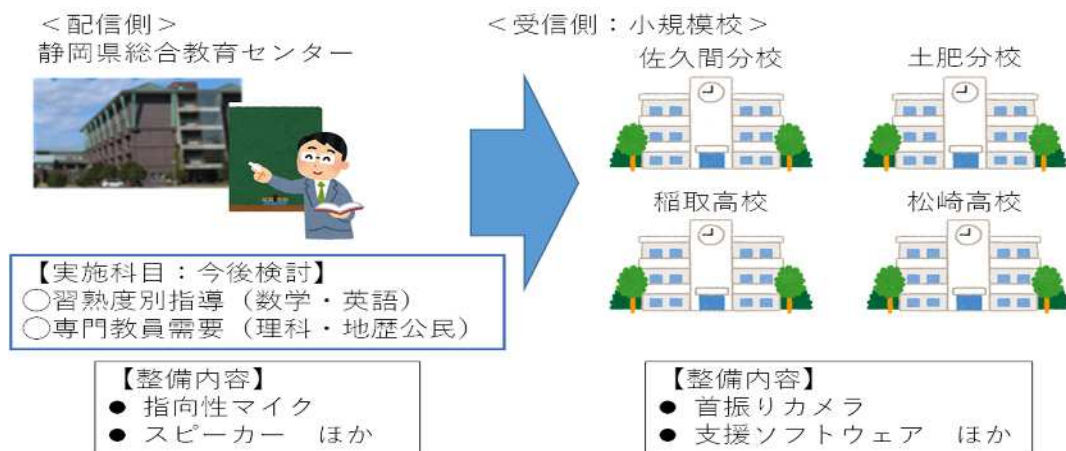 ＜配信側＞
静岡県総合教育センター
【実施科目：今後検討】
○習熟度別指導（数学・英語）
○専門教員需要（理科・地歴公民）
【整備内容】
● 指向性マイク
● スピーカー　ほか
＜受信側：小規模校＞
佐久間分校
土肥分校
稲取高校
松崎高校
【整備内容】
● 首振りカメラ
● 支援ソフトウェア　ほか